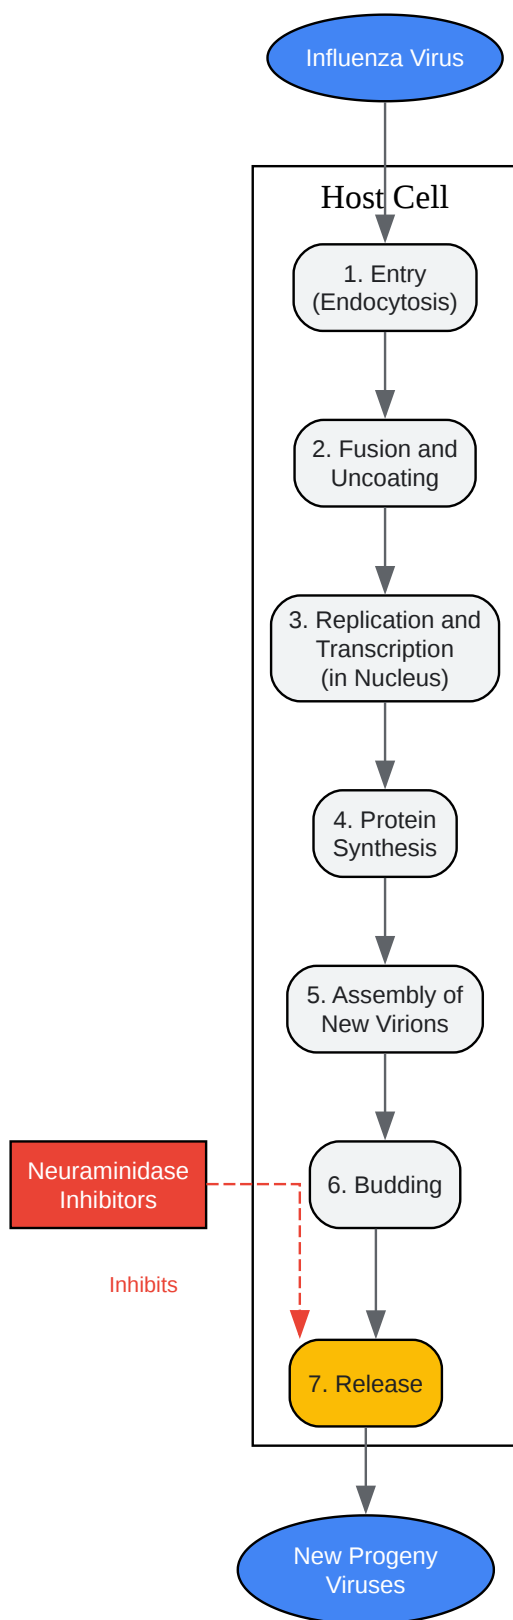 Influenza Virus
Host Cell
1. Entry
(Endocytosis)
2. Fusion and
Uncoating
3. Replication and
Transcription
(in Nucleus)
4. Protein
Synthesis
5. Assembly of
New Virions
Neuraminidase
Inhibitors
6. Budding
Inhibits
7. Release
New Progeny
Viruses